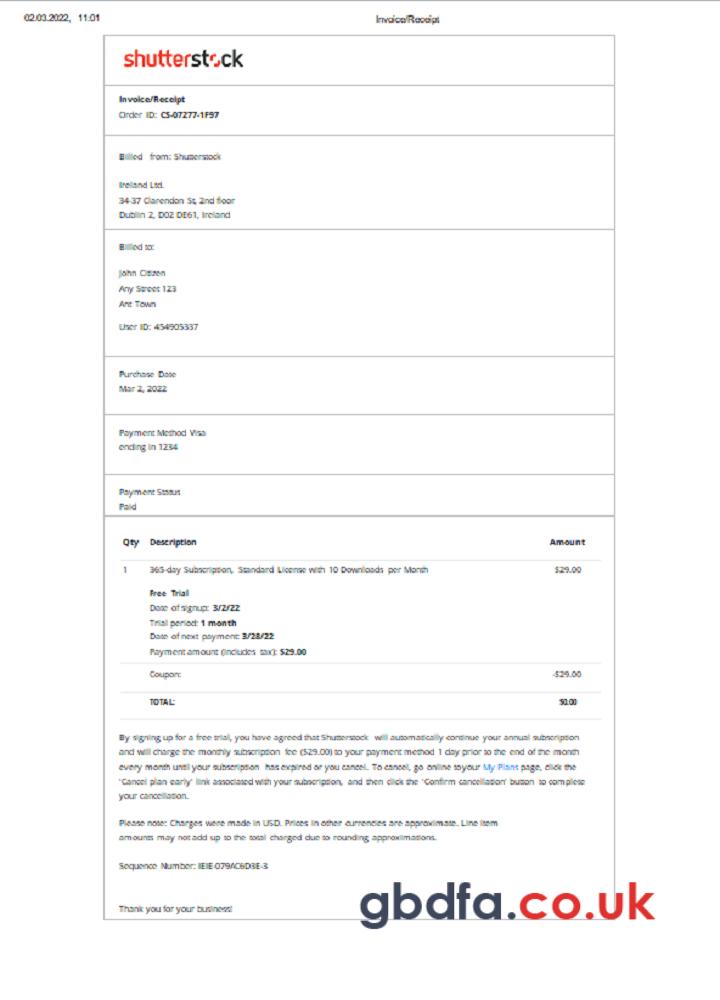 02.03.2022, 11:01
Invoice/Receipt
shutterstock
Invoice/Receipt
Order ID: CS-07277-1F97
Billed from: Shutterstock
Ireland Ltd.
34-37 Clarendon St, 2nd floor
Dublin 2, D02 DE61, Ireland
Billed to:
John Citizen
Any Street 123
Ant Town
User ID: 454905337
Purchase Date
Mar 2, 2022
Payment Method Visa
ending in 1234
Payment Status
Paid
Qty Description Amount
1 365-day Subscription, Standard License with 10 Downloads per Month $29.00
Free Trial
Date of signup: 3/2/22
Trial period: 1 month
Date of next payment: 3/28/22
Payment amount (includes tax): $29.00
Coupon: -$29.00
TOTAL: $0.00
By signing up for a free trial, you have agreed that Shutterstock will automatically continue your annual subscription
and will charge the monthly subscription fee ($29.00) to your payment method 1 day prior to the end of the month
every month until your subscription has expired or you cancel. To cancel, go online to your My Plans page, click the
'Cancel plan early' link associated with your subscription, and then click the 'Confirm cancellation' button to complete
your cancellation.
Please note: Charges were made in USD. Prices in other currencies are approximate. Line item
amounts may not add up to the total charged due to rounding approximations.
Sequence Number: IEIE-079AC6D3E-3
Thank you for your business!
gbdfa.co.uk